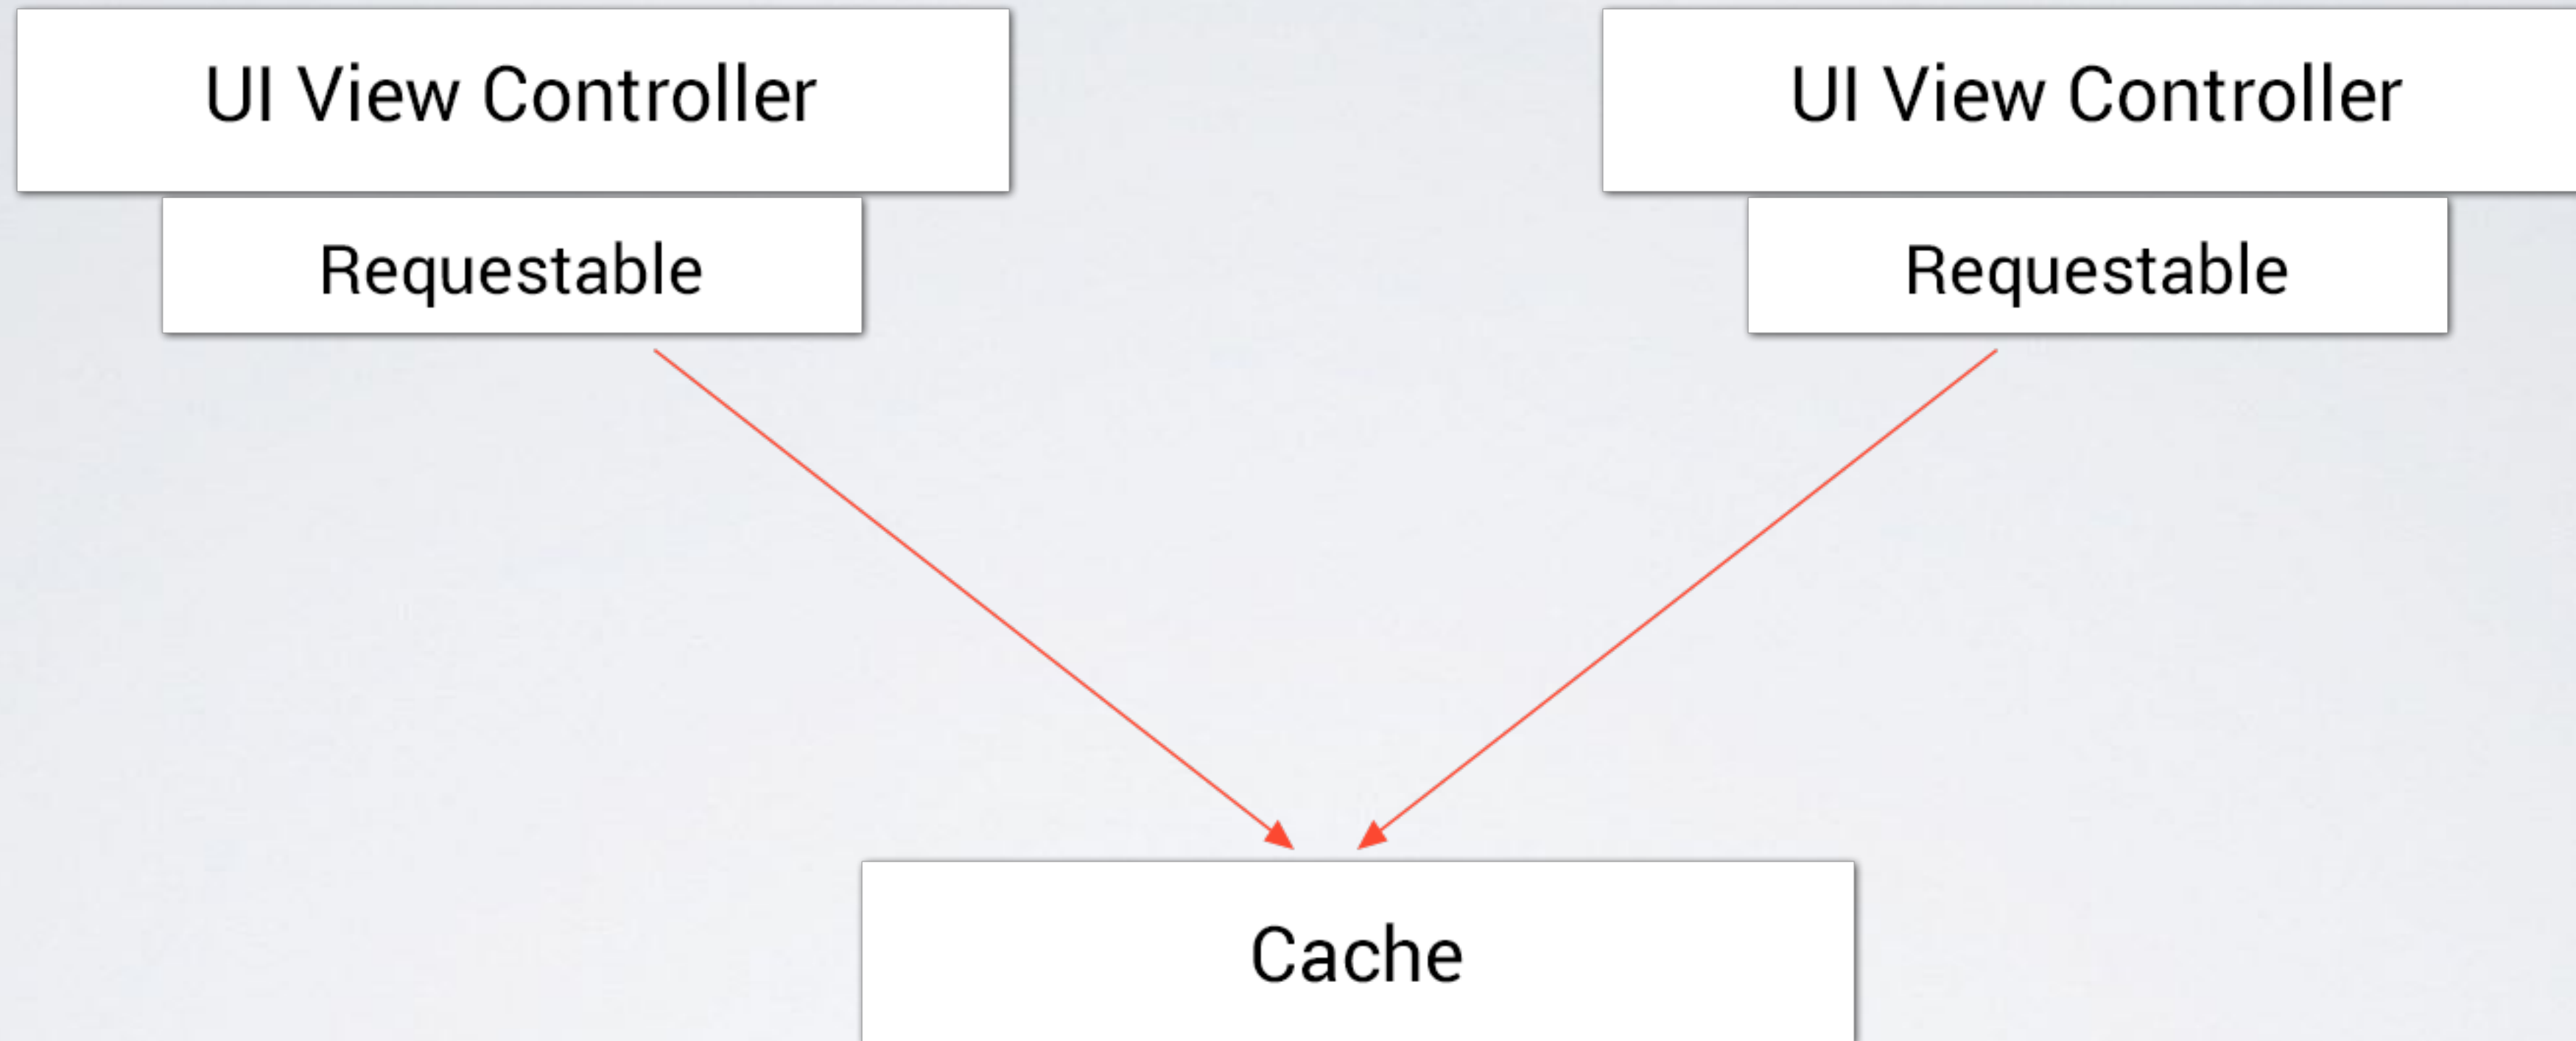 UI View Controller
UI View Controller
Requestable
Requestable
Cache